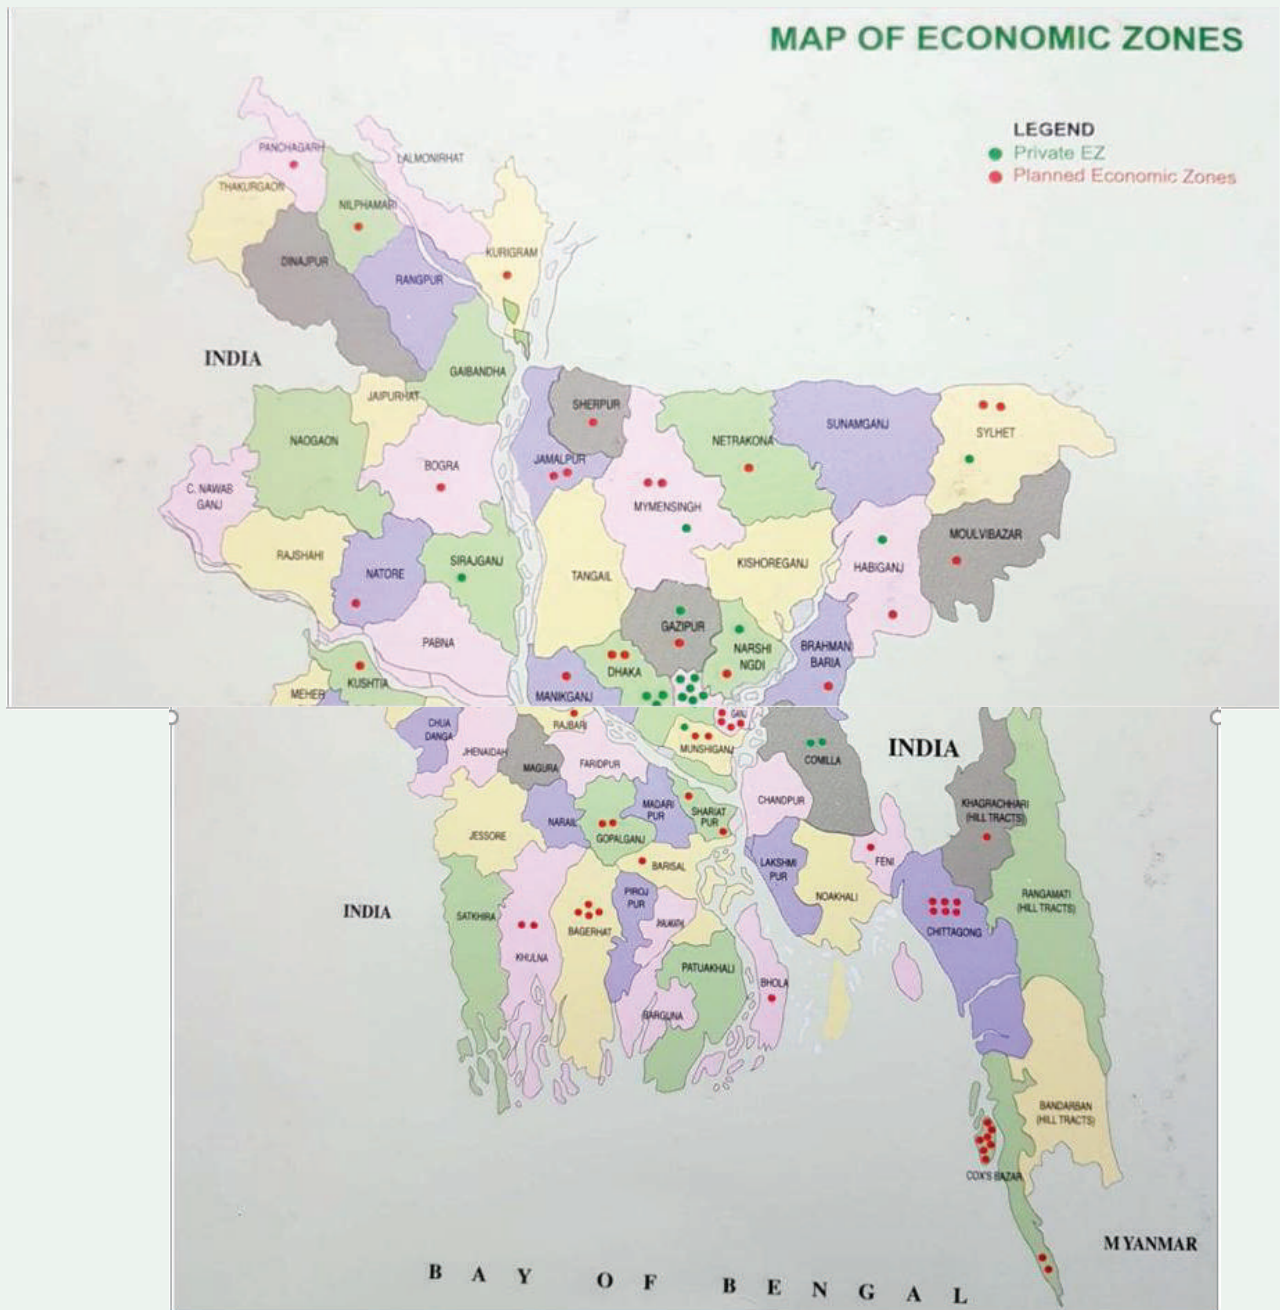 MAP OF ECONOMIC ZONES
LEGEND
Private EZ
Planned Economic Zones
PANCHAGARH
LALMONIRHAT
THAKURGAON
NILPHAMARI
KURIGRAM
DINAJPUR
RANGPUR
INDIA
GAIBANDHA
JAIPURHAT
SHERPUR
SUNAMGANJ
SYLHET
NAOGAON
NETRAKONA
BOGRA
JAMALPUR
C. NAWAB
GANJ
MYMENSINGH
MOULVIBAZAR
RAJSHAHI
SIRAJGANJ
KISHOREGANJ
HABIGANJ
NATORE
TANGAIL
GAZIPUR
PABNA
NARSHI
NGDI
BRAHMAN
BARIA
DHAKA
KUSHTIA
MEHER
MANIKGANJ
GANJ
CHUA
DANGA
RAJBARI
JHENAIDAH
MUNSHIGANJ
INDIA
MAGURA
FARIDPUR
COMILLA
CHANDPUR
KHAGRACHHARI
(HILL TRACTS)
MADARI
PUR
SHARIAT
PUR
NARAIL
JESSORE
GOPALGANJ
BARISAL
LAKSHMI
PUR
FENI
NOAKHALI
RANGAMATI
(HILL TRACTS)
PIROJ
PUR
INDIA
SATKHIRA
BAGERHAT
CHITTAGONG
KHULNA
PATUAKHALI
BHOLA
BARGUNA
BANDARBAN
(HILL TRACTS)
COX'S BAZAR
MYANMAR
BAY OF BENGAL